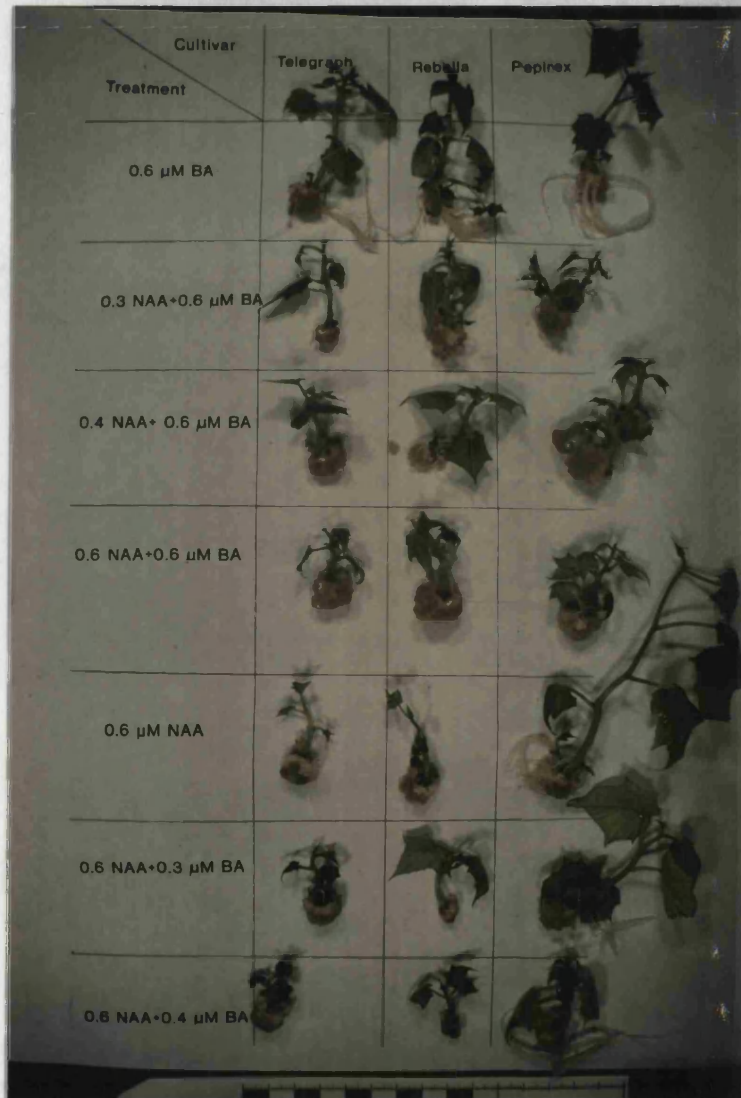 Cultivar
Treatment
Telegraph Rebella Pepinex
0.6 µM BA
0.3 NAA+0.6 µM BA
0.4 NAA+ 0.6 µM BA
0.6 NAA+0.6 µM BA
0.6 µM NAA
0.6 NAA+0.3 µM BA
0.6 NAA+0.4 µM BA